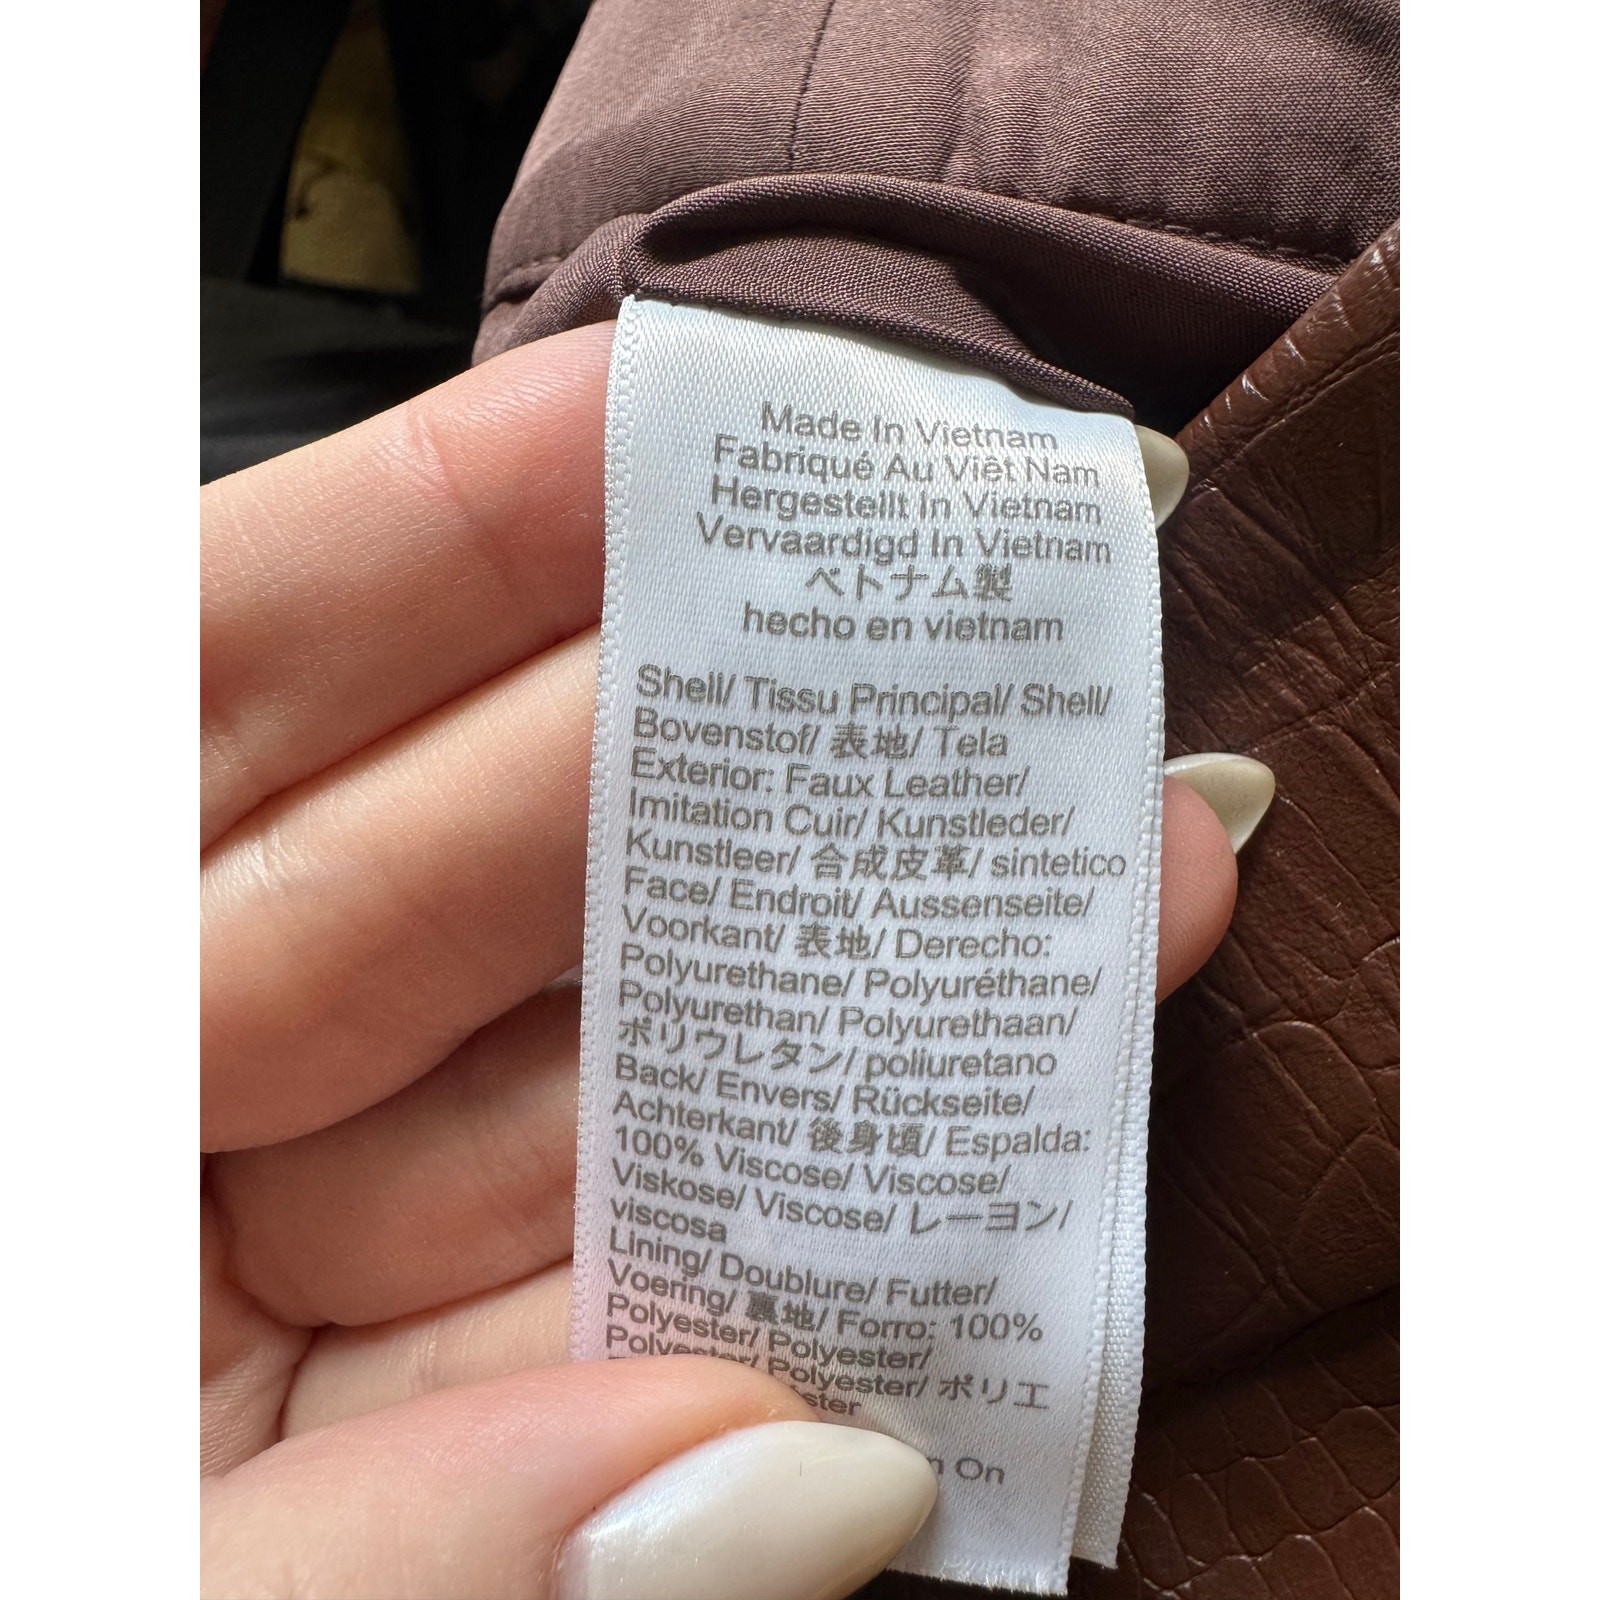 Made In Vietnam
Fabriqué Au Viêt Nam
Hergestellt In Vietnam
Vervaardigd In Vietnam
ベトナム製
hecho en vietnam
Shell/ Tissu Principal/ Shell/
Bovenstof/ 表地/ Tela
Exterior: Faux Leather/
Imitation Cuir/ Kunstleder/
Kunstleer/ 合成皮革/ sintetico
Face/ Endroit/ Aussenseite/
Voorkant/ 表地/ Derecho:
Polyurethane/ Polyuréthane/
Polyurethan/ Polyurethaan/
ポリウレタン/ poliuretano
Back/ Envers/ Rückseite/
Achterkant/ 後身頃/ Espalda:
100% Viscose/ Viscose/
Viskose/ Viscose/ レーヨン/
viscosa
Lining/ Doublure/ Futter/
Voering/ 裏地/ Forro: 100%
Polyester/ Polyester/
Polyester/ Polyester/ ポリエ
On